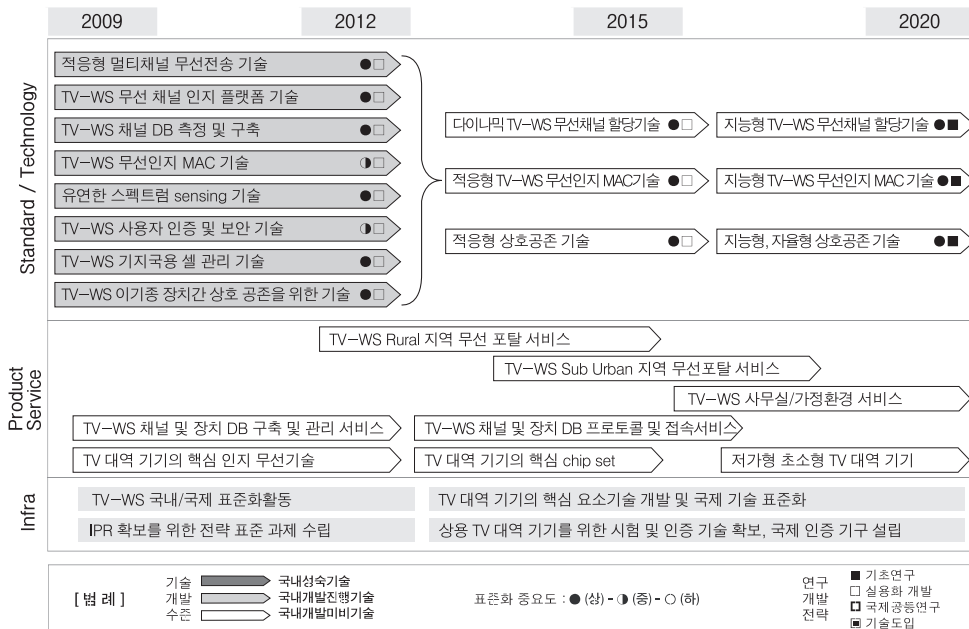 2009 2012 2015 2020
Standard / Technology
적응형 멀티채널 무선전송 기술 ●□
TV-WS 무선 채널 인지 플랫폼 기술 ●□
TV-WS 채널 DB 측정 및 구축 ●□
TV-WS 무선인지 MAC 기술 ◑□
유연한 스펙트럼 sensing 기술 ●□
TV-WS 사용자 인증 및 보안 기술 ◑□
TV-WS 기지국용 셀 관리 기술 ●□
TV-WS 이기종 장치간 상호 공존을 위한 기술 ●□
다이나믹 TV-WS 무선채널 할당기술 ●□
지능형 TV-WS 무선채널 할당기술 ●■
적응형 TV-WS 무선인지 MAC기술 ●□
지능형 TV-WS 무선인지 MAC 기술 ●■
적응형 상호공존 기술 ●□
지능형, 자율형 상호공존 기술 ●■
Product
Service
TV-WS Rural 지역 무선 포탈 서비스
TV-WS Sub Urban 지역 무선포탈 서비스
TV-WS 사무실/가정환경 서비스
TV-WS 채널 및 장치 DB 구축 및 관리 서비스
TV-WS 채널 및 장치 DB 프로토콜 및 접속서비스
TV 대역 기기의 핵심 인지 무선기술
TV 대역 기기의 핵심 chip set
저가형 초소형 TV 대역 기기
Infra
TV-WS 국내/국제 표준화활동
TV 대역 기기의 핵심 요소기술 개발 및 국제 기술 표준화
IPR 확보를 위한 전략 표준 과제 수립
상용 TV 대역 기기를 위한 시험 및 인증 기술 확보, 국제 인증 기구 설립
[범 례]
기술
개발
수준
국내성숙기술
국내개발진행기술
국내개발미비기술
표준화 중요도 : ● (상) - ◑ (중) - ○ (하)
연구
개발
전략
■ 기초연구
□ 실용화 개발
국제공동연구
▣ 기술도입